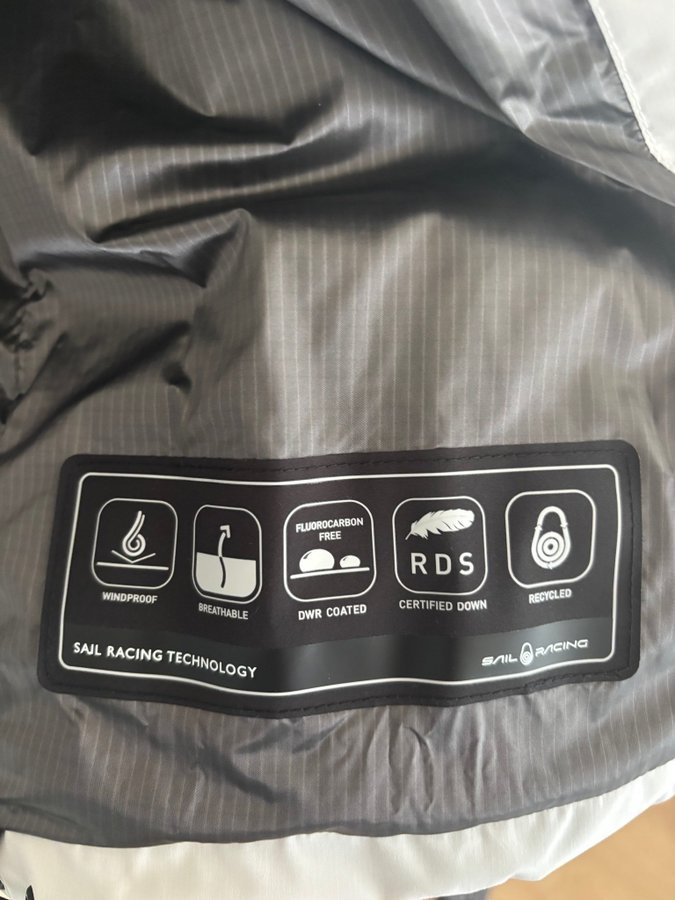 FLUOROCARBON
FREE
RDS
WINDPROOF
BREATHABLE
DWR COATED
CERTIFIED DOWN
RECYCLED
SAIL RACING TECHNOLOGY
SAIL RACING